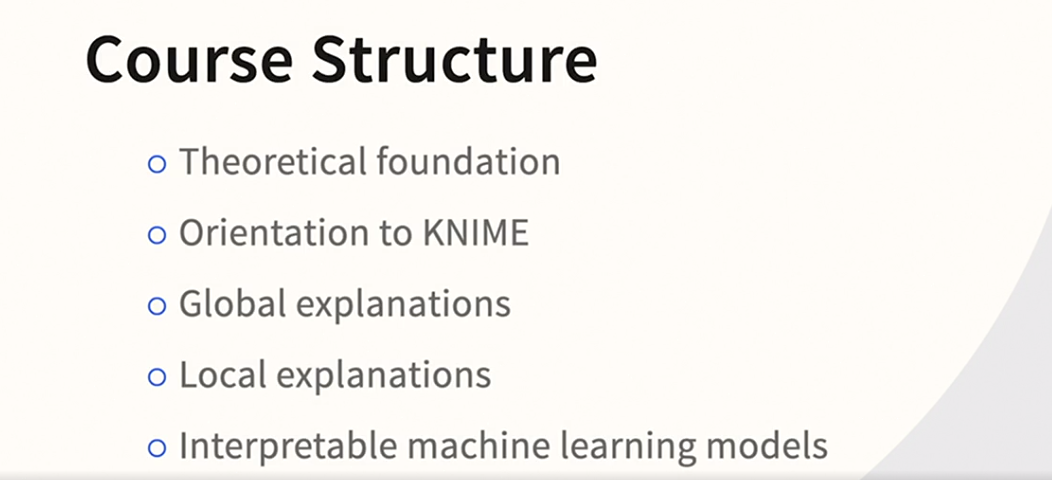 Course Structure
Theoretical foundation
Orientation to KNIME
Global explanations
Local explanations
Interpretable machine learning models